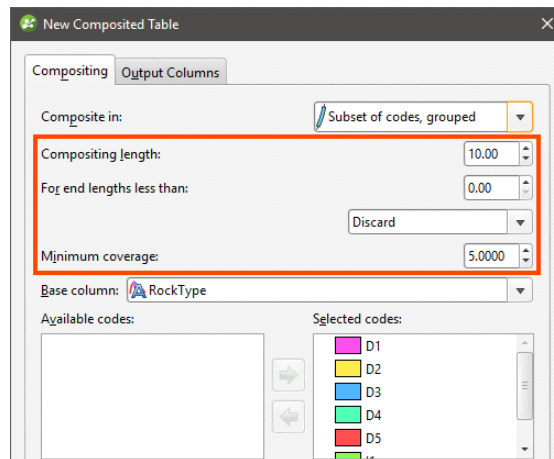 New Composited Table
Compositing Output Columns
Composite in: Subset of codes, grouped
Compositing length: 10.00
For end lengths less than: 0.00
Discard
Minimum coverage: 5.0000
Base column: RockType
Available codes: Selected codes:
D1
D2
D3
D4
D5